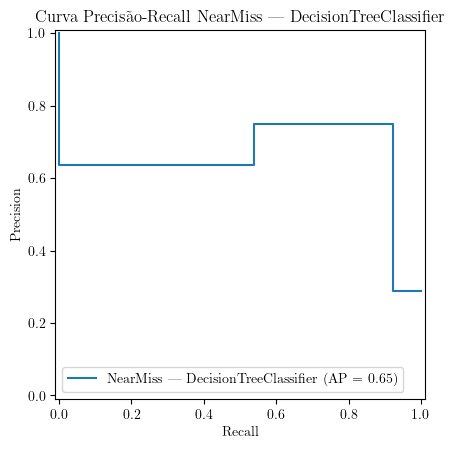 Curva Precisão-Recall NearMiss — DecisionTreeClassifier
1.0
0.8
0.6
0.4
0.2
0.0
Precision
NearMiss — DecisionTreeClassifier (AP = 0.65)
0.0 0.2 0.4 0.6 0.8 1.0
Recall